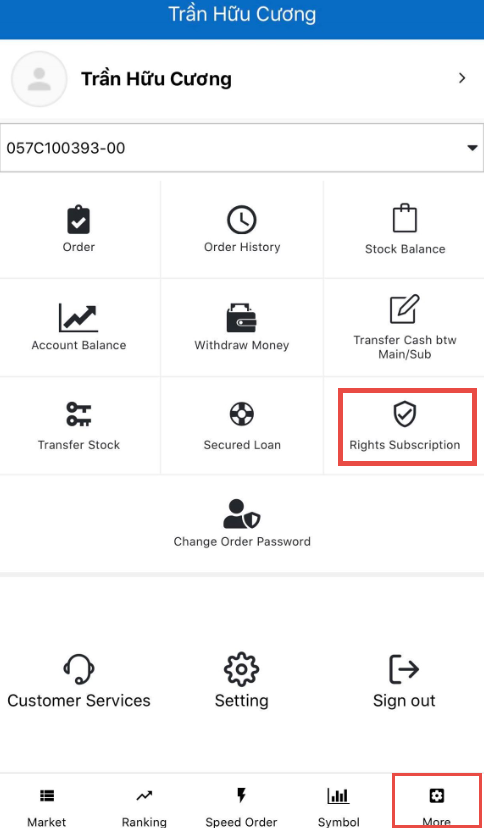 Trần Hữu Cương
Trần Hữu Cương
057C100393-00
Order
Order History
Stock Balance
Account Balance
Withdraw Money
Transfer Cash btw
Main/Sub
Transfer Stock
Secured Loan
Rights Subscription
Change Order Password
Customer Services
Setting
Sign out
Market
Ranking
Speed Order
Symbol
More